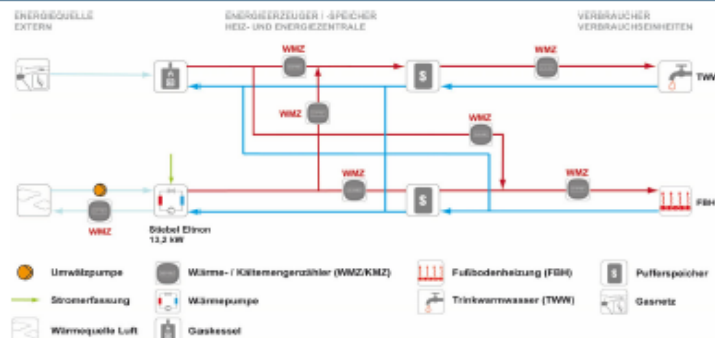 ENERGIEQUELLE
EXTERN
ENERGIEERZEUGER / -SPEICHER
HEIZ- UND ENERGIEZENTRALE
VERBRAUCHER
VERBRAUCHSEINHEITEN
WMZ
WMZ
TWW
WMZ
WMZ
WMZ
WMZ
FBH
WMZ
Stiebel Eltron
13,2 kW
Umwälzpumpe
Wärme- / Kältemengenzähler (WMZ/KMZ)
Fußbodenheizung (FBH)
Pufferspeicher
Stromerfassung
Wärmepumpe
Trinkwarmwasser (TWW)
Gasnetz
Wärmequelle Luft
Gaskessel